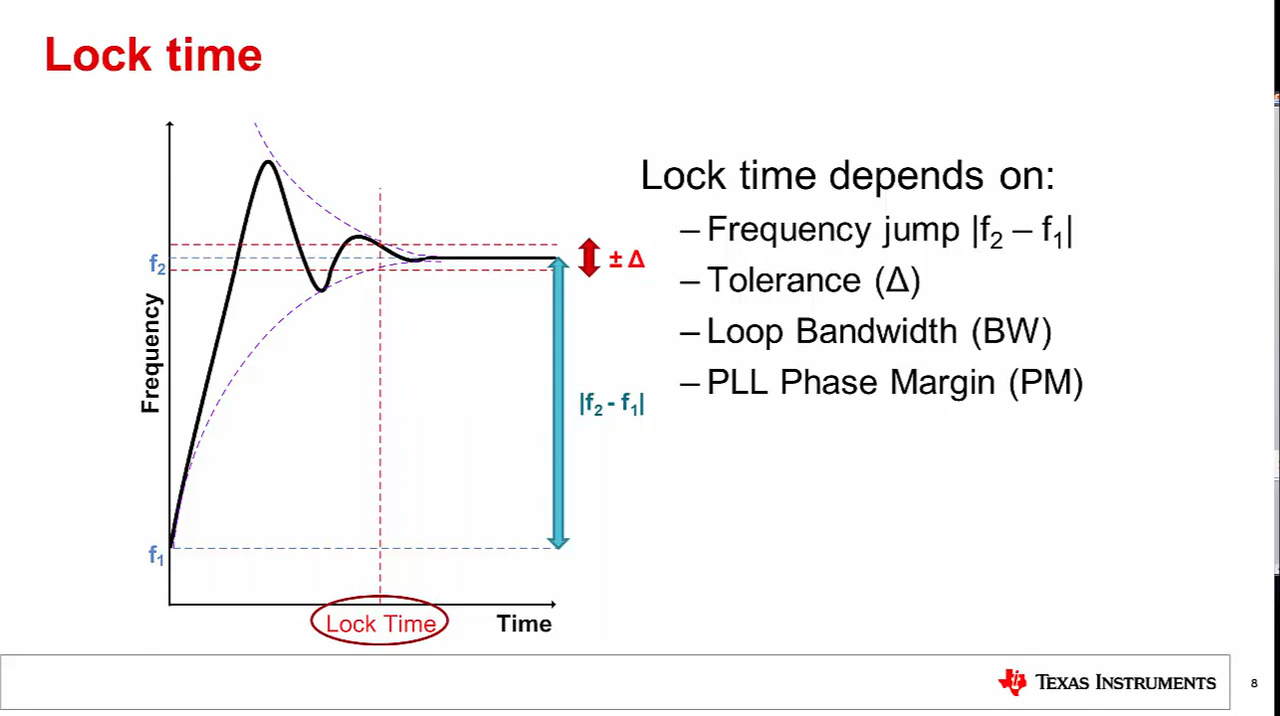 Lock time
Lock time depends on:
– Frequency jump |f₂ – f₁|
– Tolerance (Δ)
– Loop Bandwidth (BW)
– PLL Phase Margin (PM)
Frequency
f₂
f₁
± Δ
|f₂ - f₁|
Lock Time
Time
TEXAS INSTRUMENTS
8